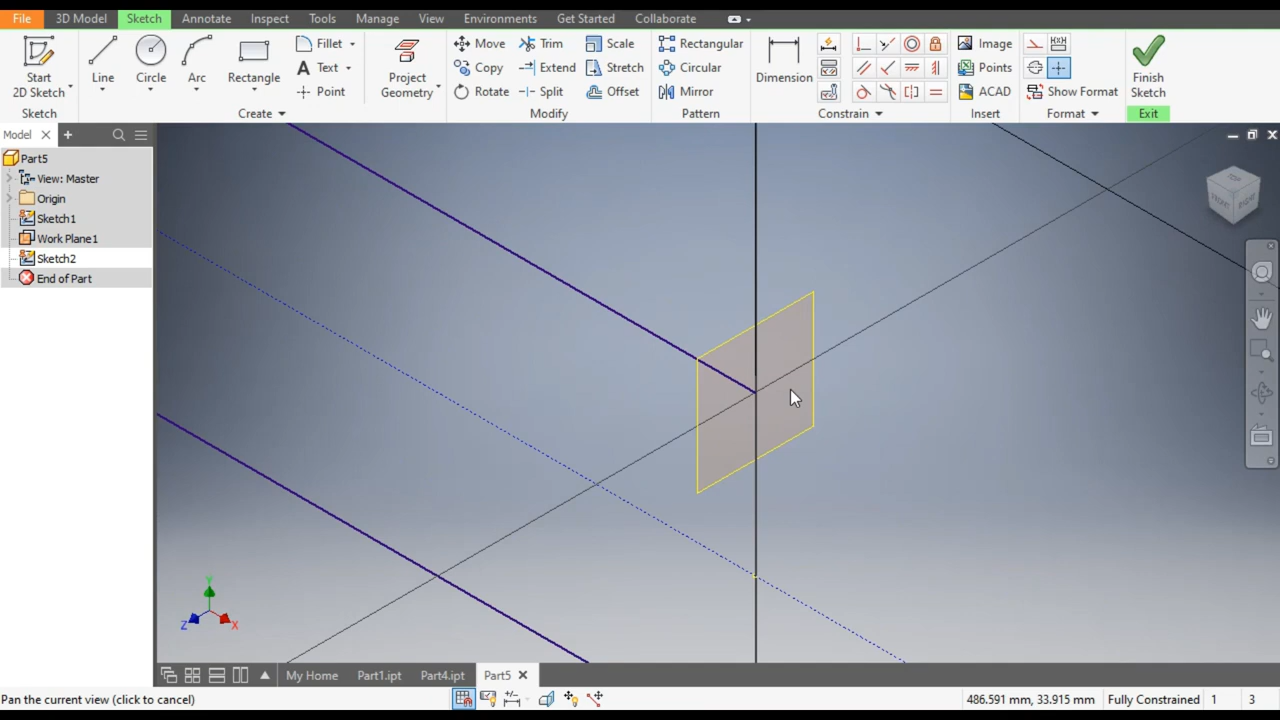 File 3D Model Sketch Annotate Inspect Tools Manage View Environments Get Started Collaborate
Start 2D Sketch Line Circle Arc Rectangle Fillet Text Point Project Geometry Move Copy Rotate Trim Extend Split Scale Stretch Offset Rectangular Circular Mirror Dimension Image Points ACAD Show Format Finish Sketch
Sketch Create Modify Pattern Constrain Insert Format Exit
Model
Part5
View: Master
Origin
Sketch1
Work Plane1
Sketch2
End of Part
TOP
FRONT RIGHT
Y
Z X
My Home Part1.ipt Part4.ipt Part5
Pan the current view (click to cancel) 486.591 mm, 33.915 mm Fully Constrained 1 3